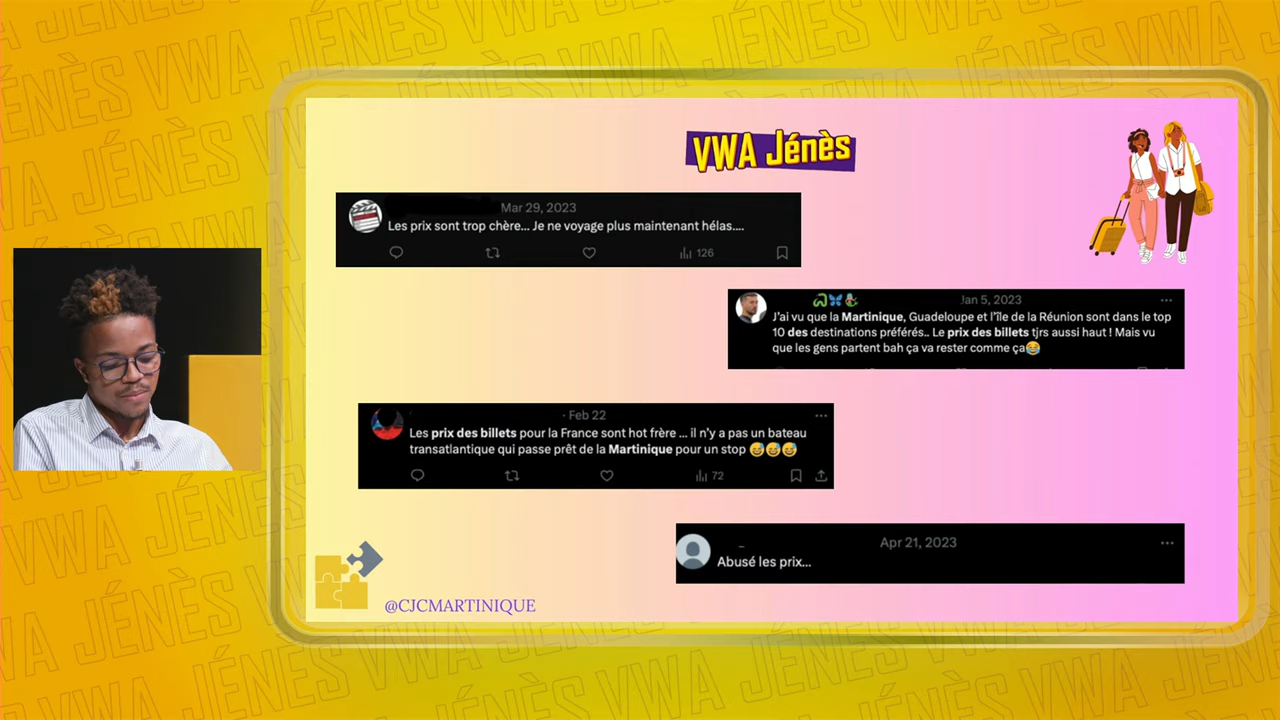 VWA Jénès
Mar 29, 2023
Les prix sont trop chère... Je ne voyage plus maintenant hélas....
126
Jan 5, 2023
J'ai vu que la Martinique, Guadeloupe et l'île de la Réunion sont dans le top
10 des destinations préférés.. Le prix des billets tjrs aussi haut ! Mais vu
que les gens partent bah ça va rester comme ça😂
· Feb 22
Les prix des billets pour la France sont hot frère ... il n'y a pas un bateau
transatlantique qui passe prêt de la Martinique pour un stop 😅😅😅
72
Apr 21, 2023
Abusé les prix...
@CJCMARTINIQUE
VWA JÉNÈS